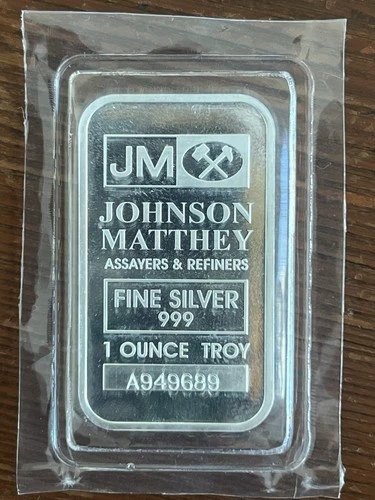 JM
JOHNSON
MATTHEY
ASSAYERS & REFINERS
FINE SILVER
999
1 OUNCE TROY
A949689